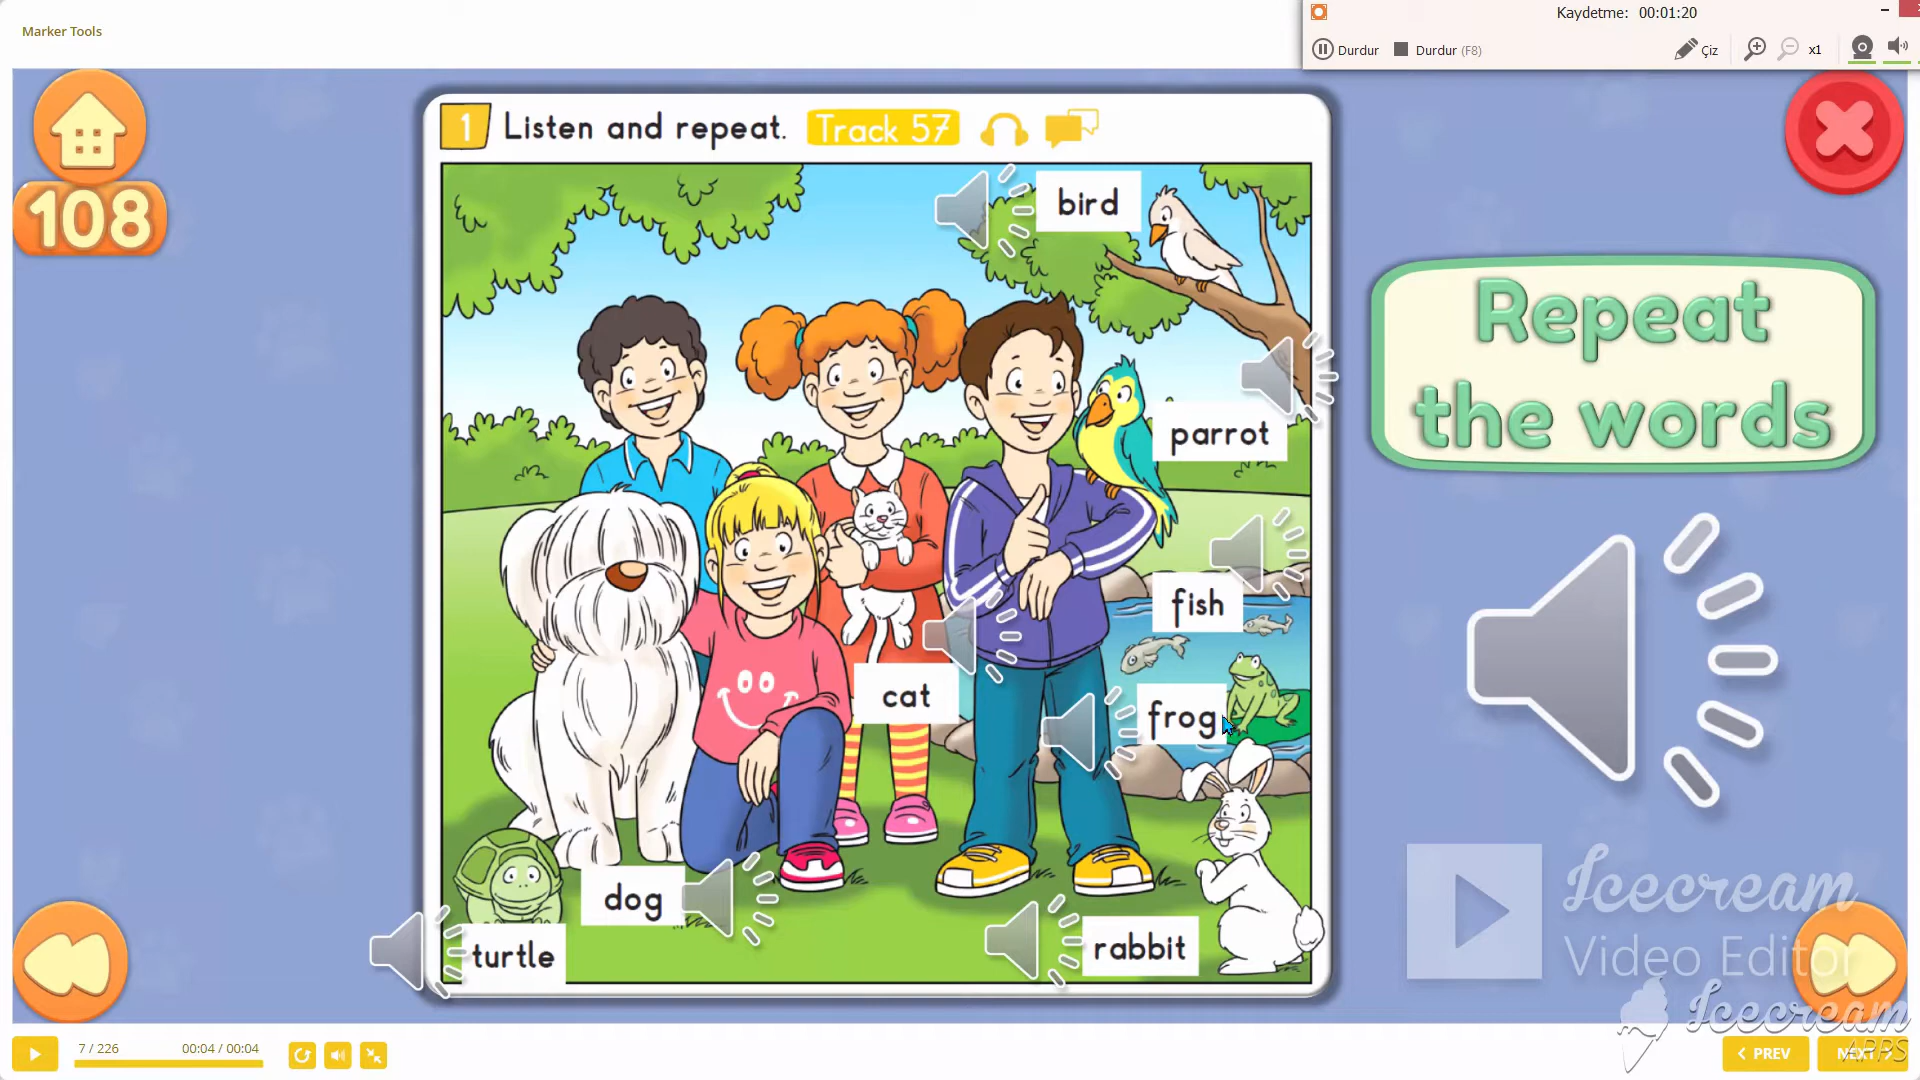 Marker Tools
Kaydetme: 00:01:20
Durdur
Durdur (F8)
Çiz
x1
108
1 Listen and repeat. Track 57
bird
parrot
fish
cat
frog
dog
turtle
rabbit
Repeat
the words
Icecream
Video Editor
Icecream
APPS
7 / 226
00:04 / 00:04
PREV
NEXT